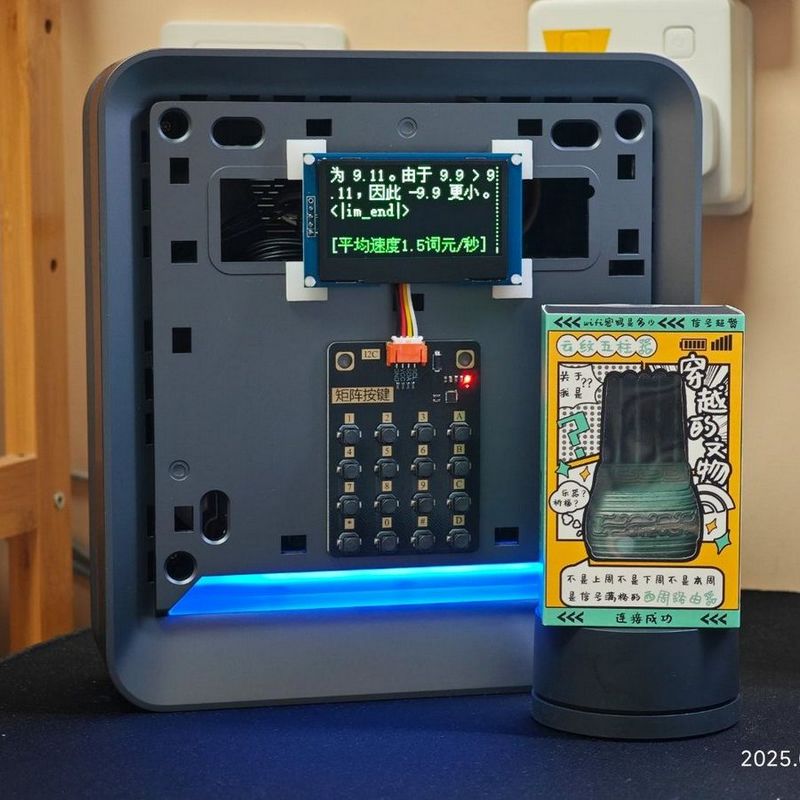 为 9.11。由于 9.9 > 9
.11，因此 -9.9 更小。
<|im_end|>
[平均速度1.5词元/秒]
I2C
矩阵按键
1 2 3 A
4 5 6 B
7 8 9 C
* 0 # D
<<< wifi密码是多少 <<< 信号短暂
云纹五柱器
关于??
我是
穿越的文物
乐器?
祈福?
不是上周不是下周不是本周
是信号满格的西周路由器
<<< 连接成功 <<<
2025.